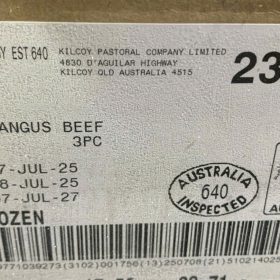 OY EST 640
KILCOY PASTORAL COMPANY LIMITED
4830 D'AGUILAR HIGHWAY
KILCOY QLD AUSTRALIA 4515
23
ANGUS BEEF
3PC
7-JUL-25
8-JUL-25
7-JUL-27
OZEN
AUSTRALIA
640
INSPECTED